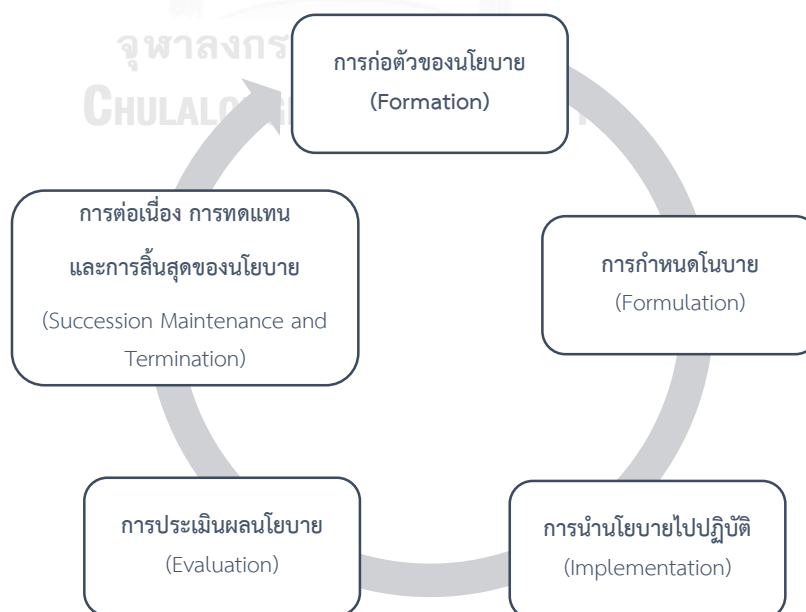 จุฬาลงกร
CHULAL
การก่อตัวของนโยบาย
(Formation)
การกำหนดโนบาย
(Formulation)
การนำนโยบายไปปฏิบัติ
(Implementation)
การประเมินผลนโยบาย
(Evaluation)
การต่อเนื่อง การทดแทน
และการสิ้นสุดของนโยบาย
(Succession Maintenance and
Termination)